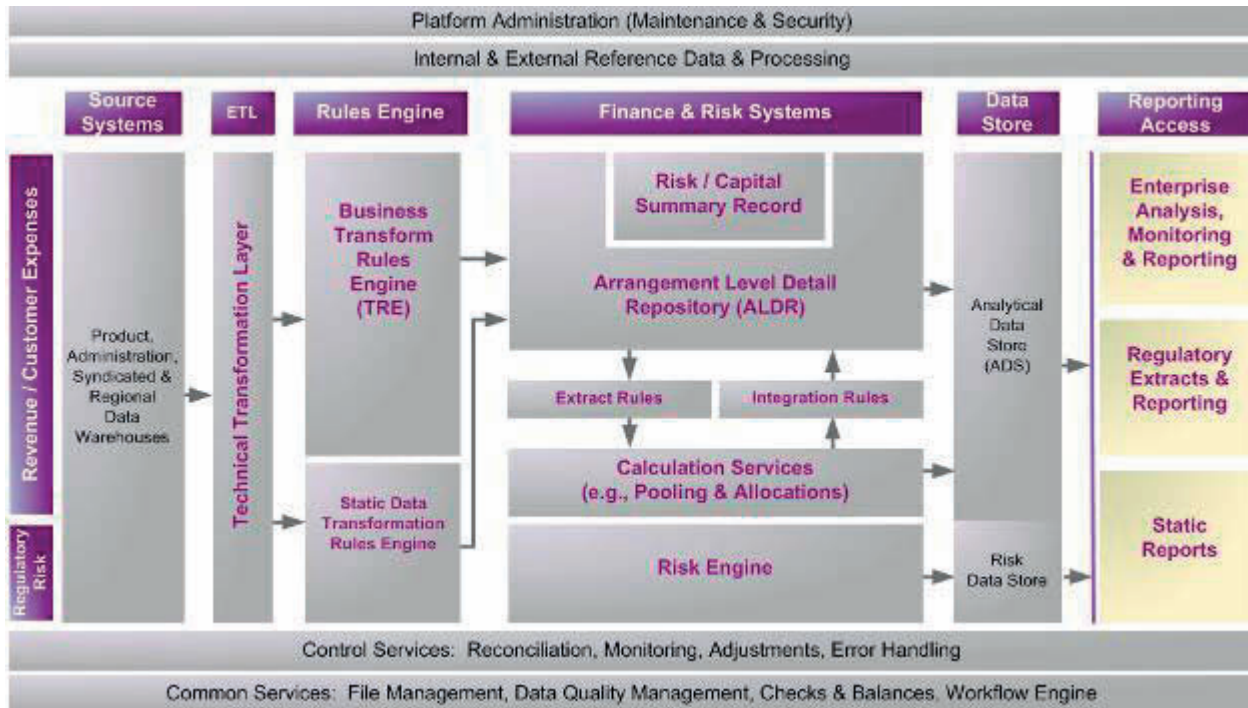 Platform Administration (Maintenance & Security)
Internal & External Reference Data & Processing
Source
Systems
ETL
Rules Engine
Finance & Risk Systems
Data
Store
Reporting
Access
Revenue / Customer Expenses
Regulatory
Risk
Product,
Administration,
Syndicated &
Regional
Data
Warehouses
Technical Transformation Layer
Business
Transform
Rules
Engine
(TRE)
Static Data
Transformation
Rules Engine
Risk / Capital
Summary Record
Arrangement Level Detail
Repository (ALDR)
Extract Rules
Integration Rules
Calculation Services
(e.g., Pooling & Allocations)
Risk Engine
Analytical
Data
Store
(ADS)
Risk
Data Store
Enterprise
Analysis,
Monitoring
& Reporting
Regulatory
Extracts &
Reporting
Static
Reports
Control Services:  Reconciliation, Monitoring, Adjustments, Error Handling
Common Services:  File Management, Data Quality Management, Checks & Balances, Workflow Engine